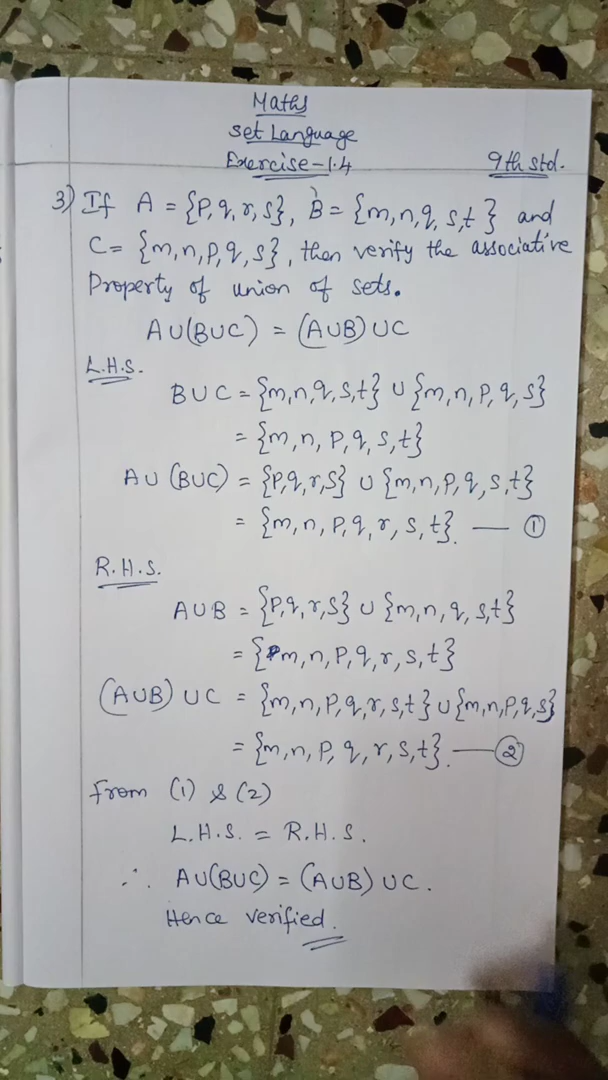 Maths
Set Language
Exercise-1.4
9th std.
3) If A = {p,q,r,s}, B = {m,n,q,s,t} and
C = {m,n,p,q,s}, then verify the associative
Property of union of sets.
A∪(B∪C) = (A∪B)∪C
L.H.S.
B∪C = {m,n,q,s,t} ∪ {m,n,p,q,s}
= {m,n,p,q,s,t}
A∪(B∪C) = {p,q,r,s} ∪ {m,n,p,q,s,t}
= {m,n,p,q,r,s,t}. — ①
R.H.S.
A∪B = {p,q,r,s} ∪ {m,n,q,s,t}
= {m,n,p,q,r,s,t}
(A∪B)∪C = {m,n,p,q,r,s,t} ∪ {m,n,p,q,s}
= {m,n,p,q,r,s,t}. — ②
From (1) & (2)
L.H.S. = R.H.S.
∴ A∪(B∪C) = (A∪B)∪C.
Hence verified.